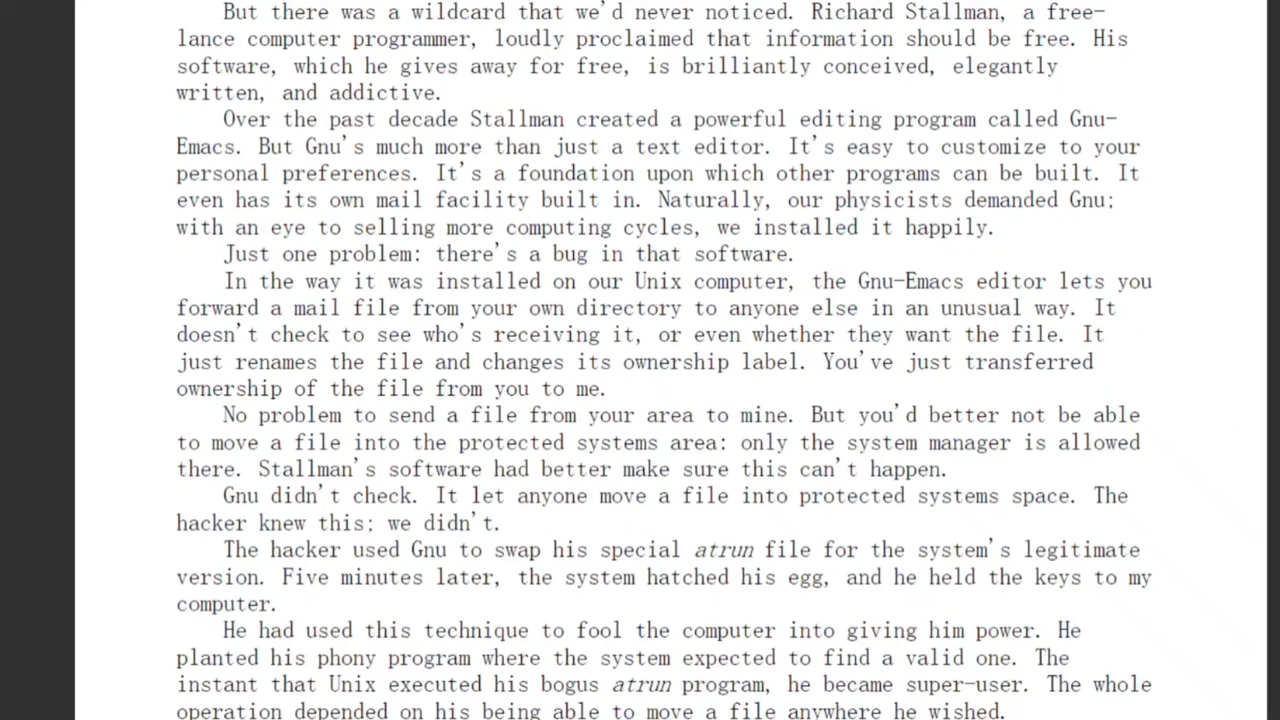 But there was a wildcard that we'd never noticed. Richard Stallman, a free-
lance computer programmer, loudly proclaimed that information should be free. His
software, which he gives away for free, is brilliantly conceived, elegantly
written, and addictive.
Over the past decade Stallman created a powerful editing program called Gnu-
Emacs. But Gnu's much more than just a text editor. It's easy to customize to your
personal preferences. It's a foundation upon which other programs can be built. It
even has its own mail facility built in. Naturally, our physicists demanded Gnu;
with an eye to selling more computing cycles, we installed it happily.
Just one problem: there's a bug in that software.
In the way it was installed on our Unix computer, the Gnu-Emacs editor lets you
forward a mail file from your own directory to anyone else in an unusual way. It
doesn't check to see who's receiving it, or even whether they want the file. It
just renames the file and changes its ownership label. You've just transferred
ownership of the file from you to me.
No problem to send a file from your area to mine. But you'd better not be able
to move a file into the protected systems area: only the system manager is allowed
there. Stallman's software had better make sure this can't happen.
Gnu didn't check. It let anyone move a file into protected systems space. The
hacker knew this; we didn't.
The hacker used Gnu to swap his special atrun file for the system's legitimate
version. Five minutes later, the system hatched his egg, and he held the keys to my
computer.
He had used this technique to fool the computer into giving him power. He
planted his phony program where the system expected to find a valid one. The
instant that Unix executed his bogus atrun program, he became super-user. The whole
operation depended on his being able to move a file anywhere he wished.